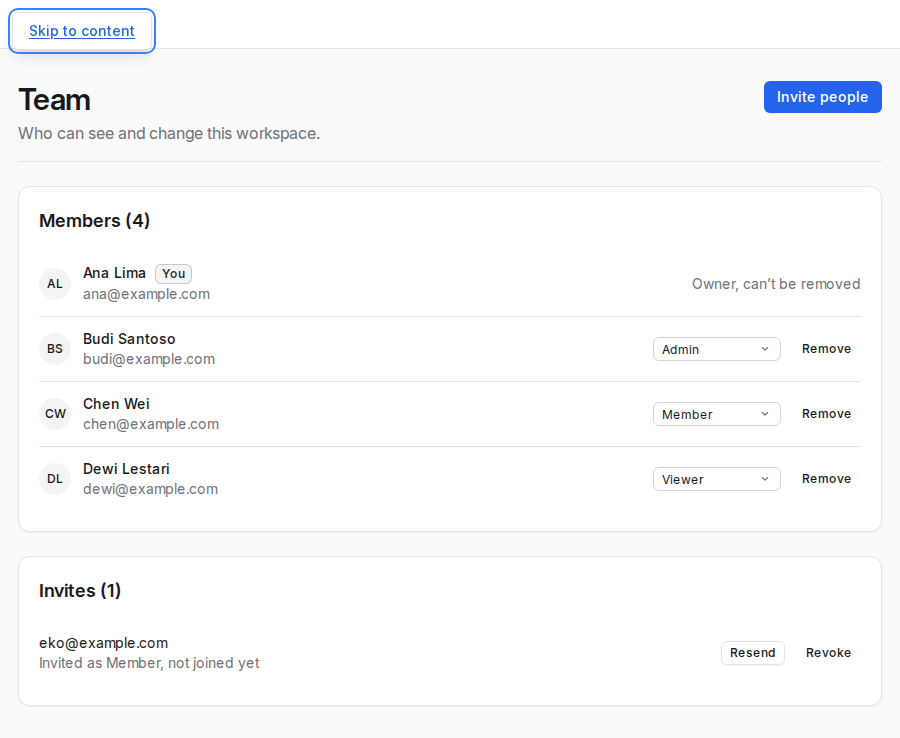 Skip to content
Team
Invite people
Who can see and change this workspace.
Members (4)
AL
Ana Lima You
ana@example.com
Owner, can’t be removed
BS
Budi Santoso
budi@example.com
Admin
Remove
CW
Chen Wei
chen@example.com
Member
Remove
DL
Dewi Lestari
dewi@example.com
Viewer
Remove
Invites (1)
eko@example.com
Invited as Member, not joined yet
Resend
Revoke